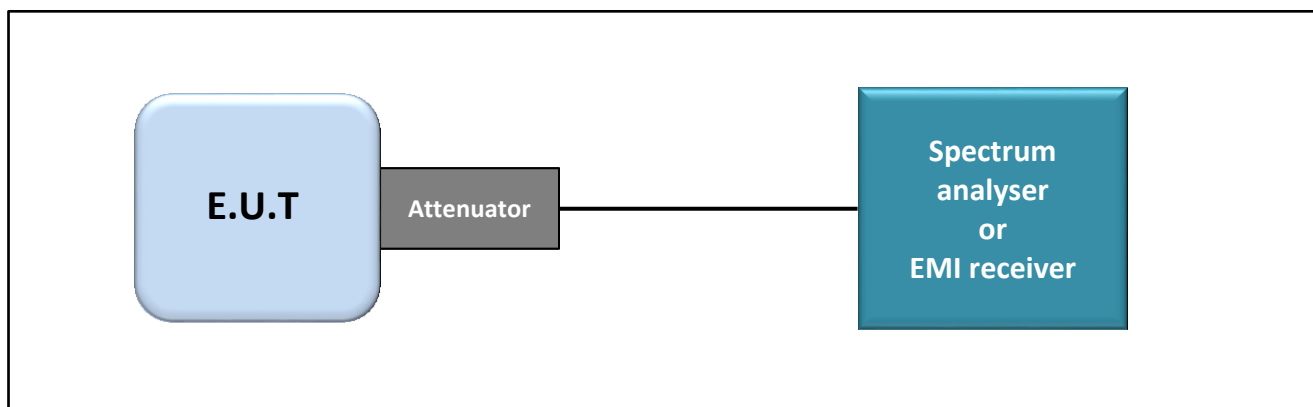 E.U.T
Attenuator
Spectrum
analyser
or
EMI receiver